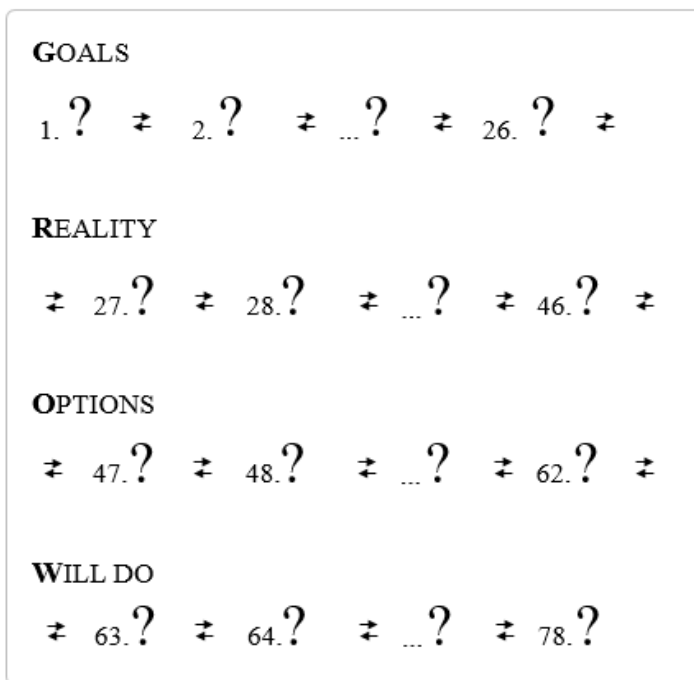 GOALS
1. ? ⇄ 2. ? ⇄ ... ? ⇄ 26. ? ⇄
REALITY
⇄ 27. ? ⇄ 28. ? ⇄ ... ? ⇄ 46. ? ⇄
OPTIONS
⇄ 47. ? ⇄ 48. ? ⇄ ... ? ⇄ 62. ? ⇄
WILL DO
⇄ 63. ? ⇄ 64. ? ⇄ ... ? ⇄ 78. ?